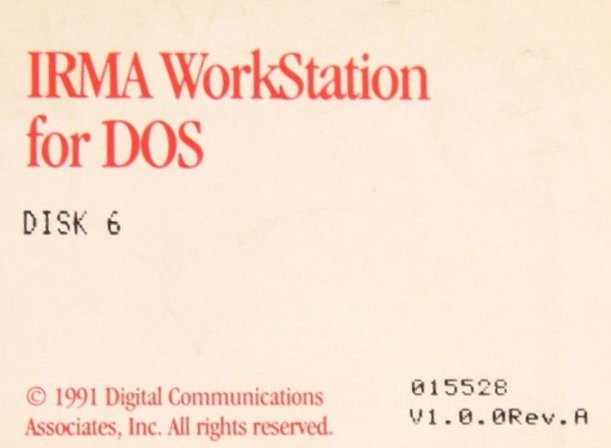 IRMA WorkStation
for DOS
DISK 6
© 1991 Digital Communications
Associates, Inc. All rights reserved.
015528
V1.0.0Rev.A